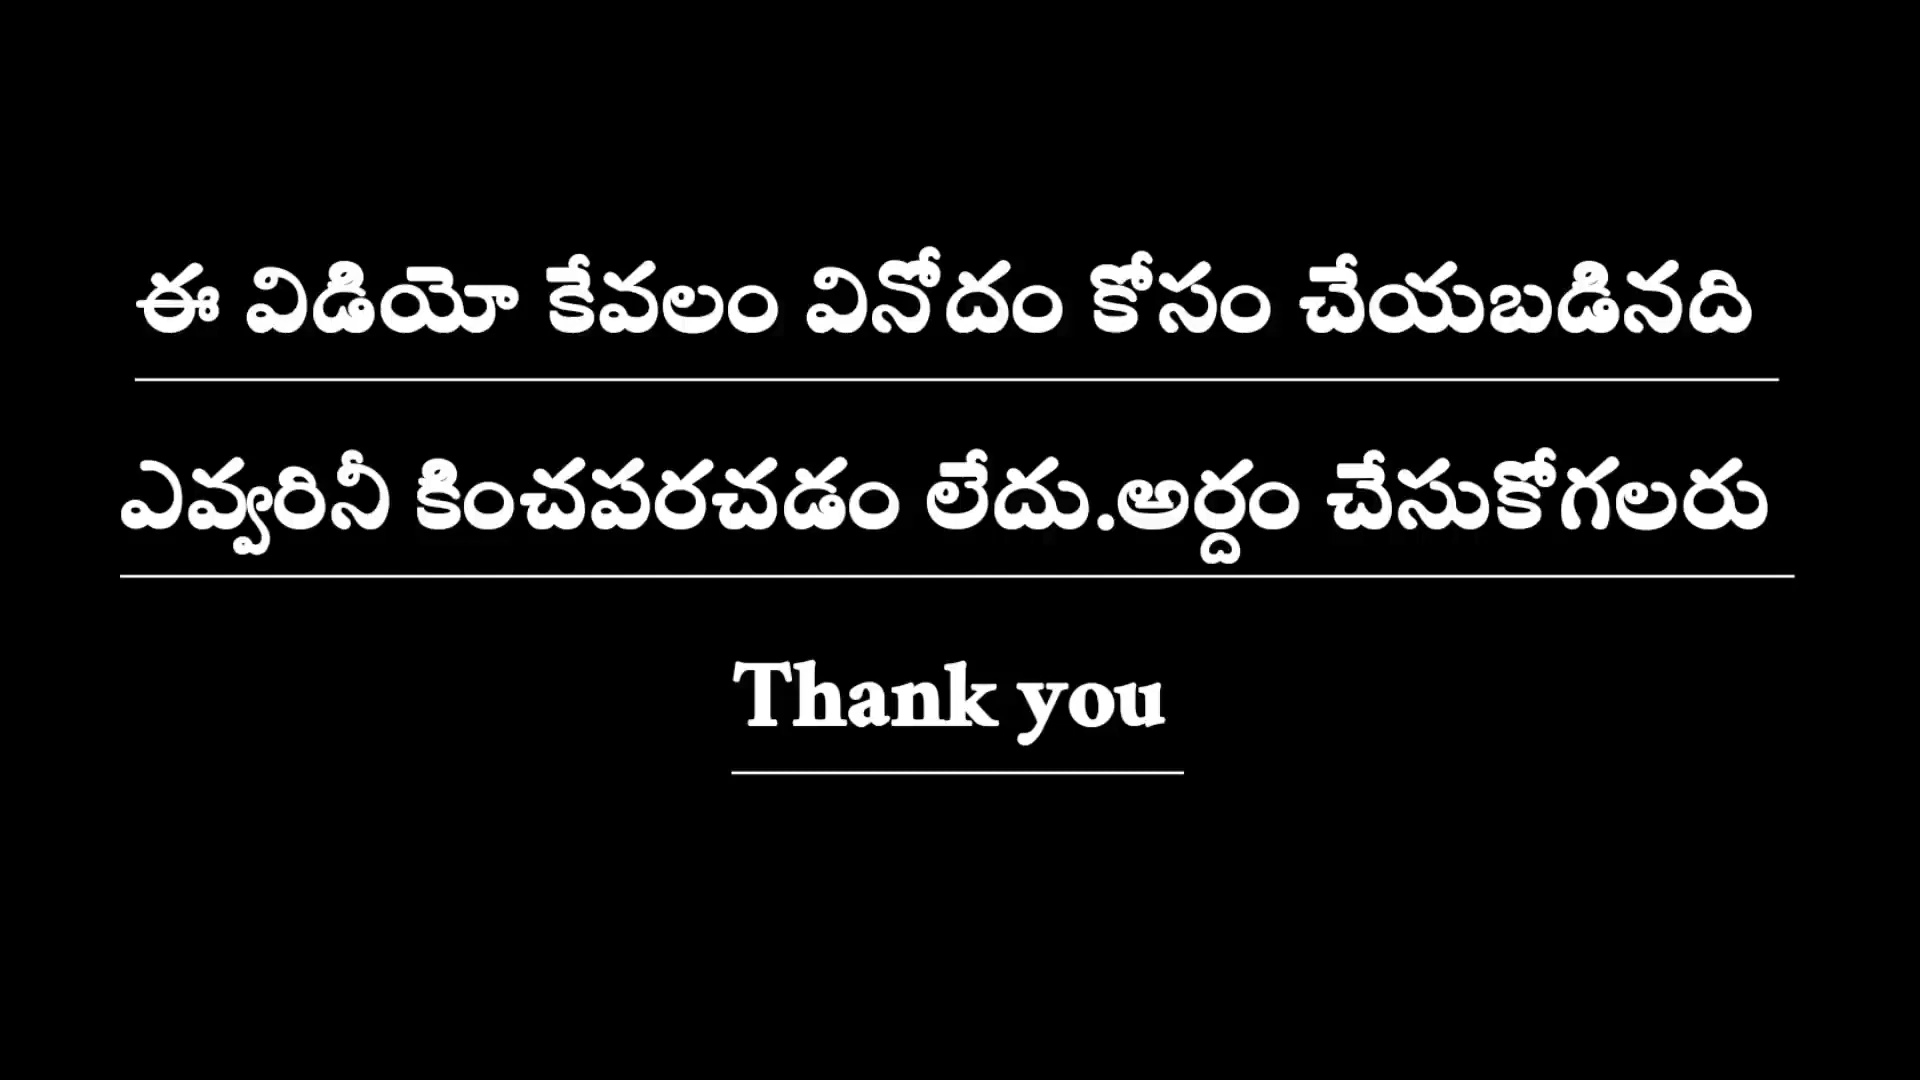 ఈ విడియో కేవలం వినోదం కోసం చేయబడినది
ఎవ్వరినీ కించపరచడం లేదు.అర్దం చేసుకోగలరు
Thank you